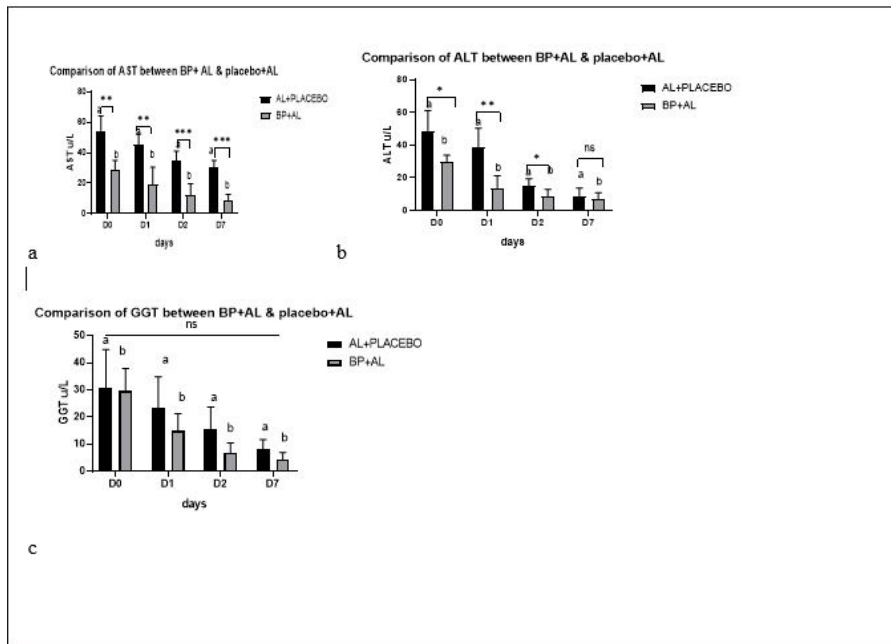 Comparison of AST between BP+ AL & placebo+AL
AST u/L
80
60
40
20
0
** ** *** ***
a a a a
b b b b
D0 D1 D2 D7
days
AL+PLACEBO
BP+AL
a
Comparison of ALT between BP+AL & placebo+AL
ALT u/L
80
60
40
20
0
* ** * ns
a a a a
b b b b
D0 D1 D2 D7
days
AL+PLACEBO
BP+AL
b
Comparison of GGT between BP+AL & placebo+AL
ns
GGT u/L
50
40
30
20
10
0
a a a a
b b b b
D0 D1 D2 D7
days
AL+PLACEBO
BP+AL
c